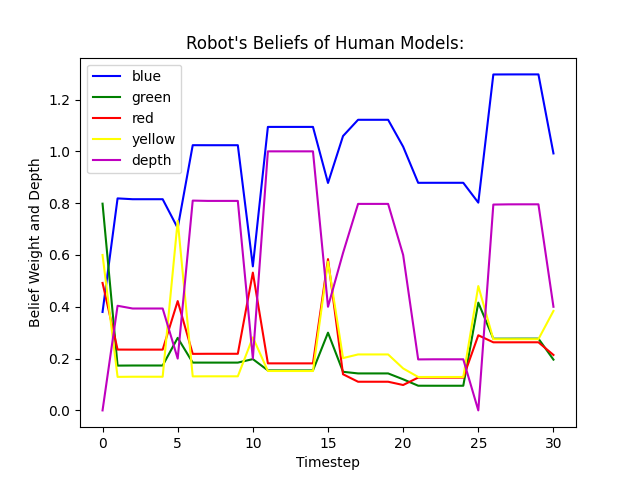 Robot's Beliefs of Human Models:
blue
green
red
yellow
depth
Belief Weight and Depth
1.2
1.0
0.8
0.6
0.4
0.2
0.0
0 5 10 15 20 25 30
Timestep